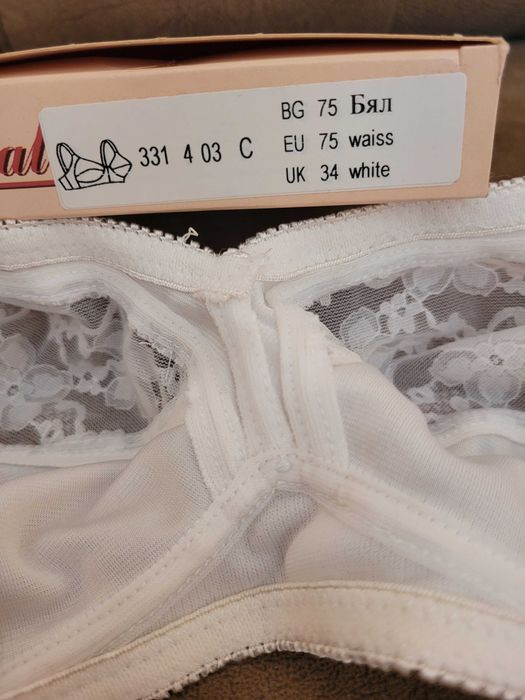 al
331 4 03 C
BG 75 Бял
EU 75 waiss
UK 34 white